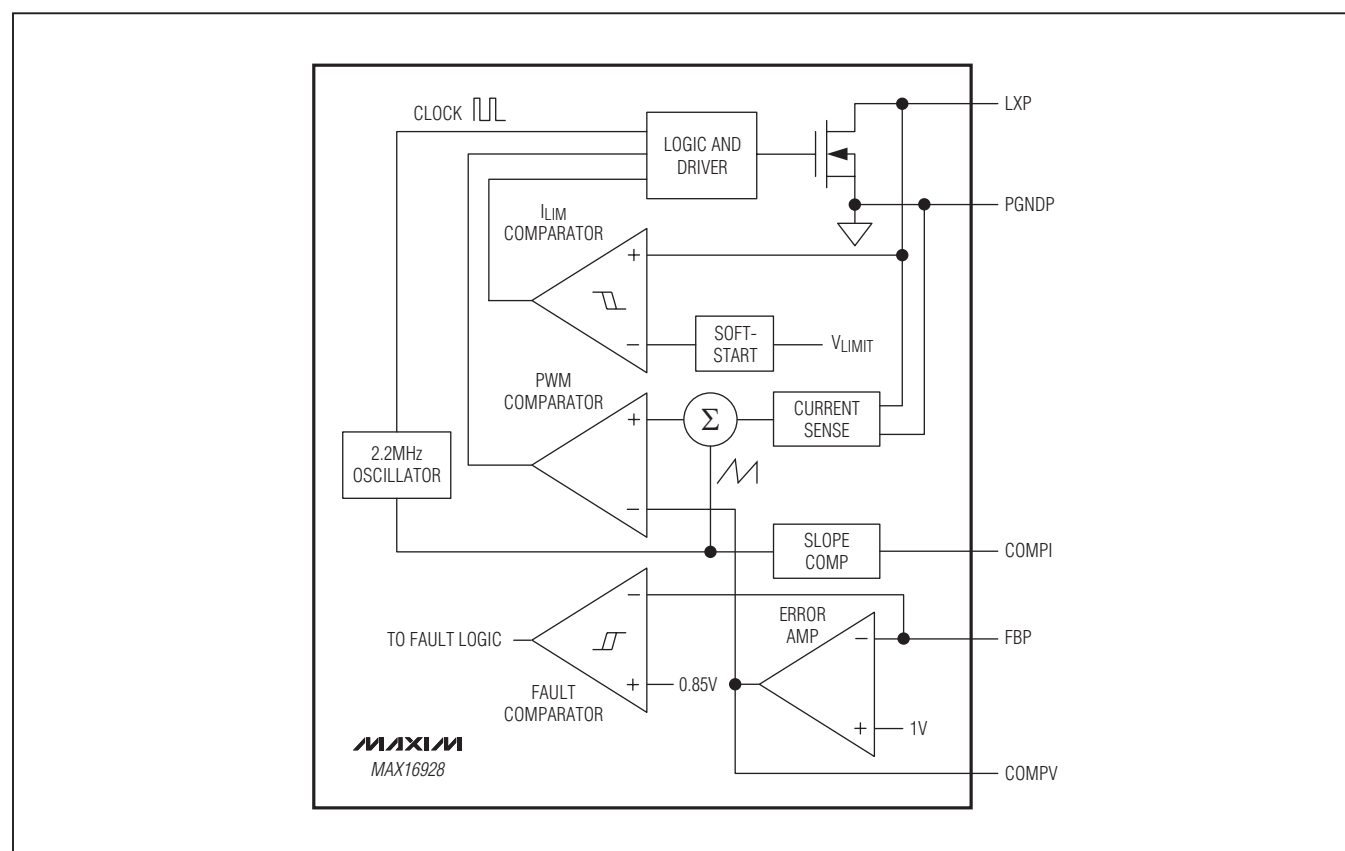 CLOCK
LOGIC AND
DRIVER
LXP
PGNDP
ILIM
COMPARATOR
+
−
SOFT-
START
VLIMIT
PWM
COMPARATOR
+
−
Σ
CURRENT
SENSE
2.2MHz
OSCILLATOR
SLOPE
COMP
COMPI
−
+
TO FAULT LOGIC
FAULT
COMPARATOR
0.85V
ERROR
AMP
−
+
1V
FBP
COMPV
MAXIM
MAX16928